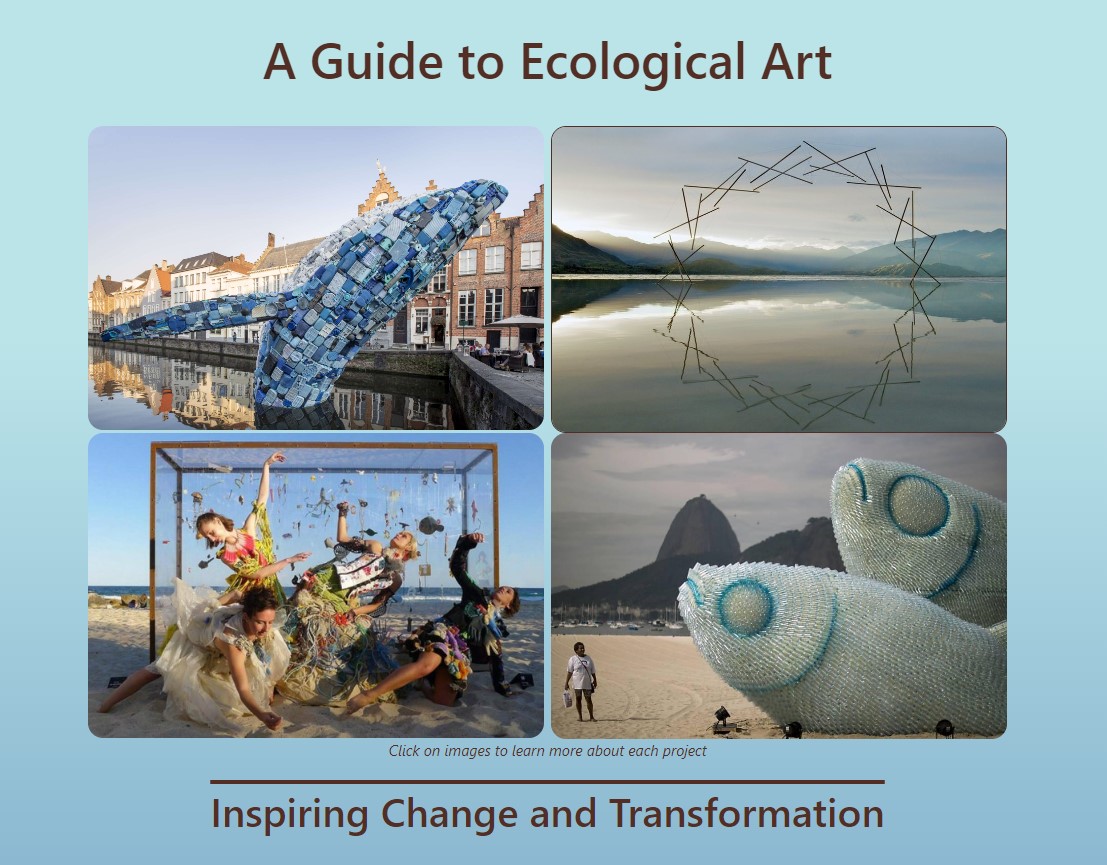 A Guide to Ecological Art
Click on images to learn more about each project
Inspiring Change and Transformation